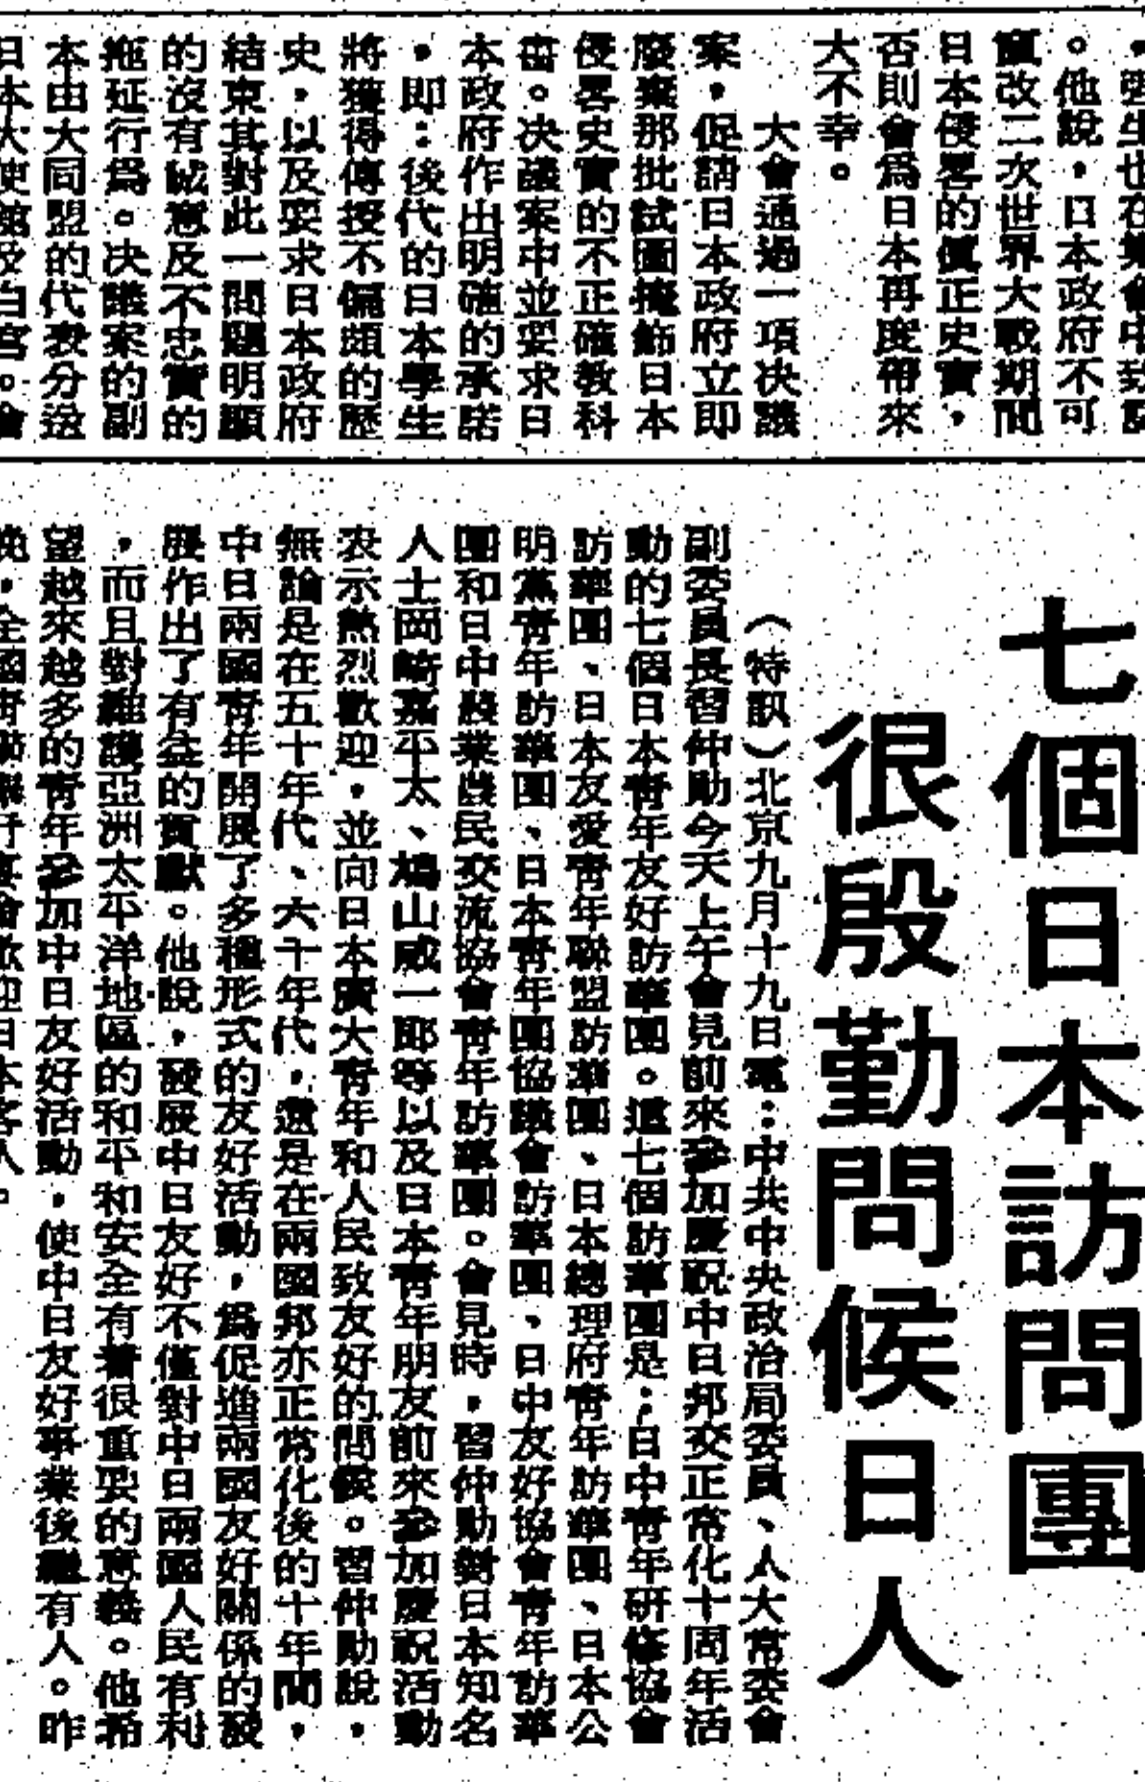 他說，日本政府不可
竄改二次世界大戰期間
日本侵畧的眞正史實，
否則會爲日本再度帶來
大不幸。
大會通過一項決議
案，促請日本政府立即
廢棄那批試圖掩飾日本
侵畧史實的不正確教科
書。決議案中並要求日
本政府作出明確的承諾
，即：後代的日本學生
將獲得傳授不偏頗的歷
史，以及要求日本政府
結束其對此一問題明顯
的沒有誠意及不忠實的
拖延行爲。決議案的副
本由大同盟的代表分送
七個日本訪問團
很殷勤問候日人
（特訊）北京九月十九日電：中共中央政治局委員、人大常委會
副委員長習仲勛今天上午會見前來參加慶祝中日邦交正常化十周年活
動的七個日本青年友好訪華團。這七個訪華團是：日中青年研修協會
訪華團、日本友愛青年聯盟訪華團、日本總理府青年訪華團、日本公
明黨青年訪華團、日本青年團協議會訪華團、日中友好協會青年訪華
團和日中農業農民交流協會青年訪華團。會見時，習仲勛對日本知名
人士岡崎嘉平太、鳩山威一郎等以及日本青年朋友前來參加慶祝活動
表示熱烈歡迎，並向日本廣大青年和人民致友好的問候。習仲勛說，
無論是在五十年代、六十年代，還是在兩國邦交正常化後的十年間，
中日兩國青年開展了多種形式的友好活動，爲促進兩國友好關係的發
展作出了有益的貢獻。他說，發展中日友好不僅對中日兩國人民有利
，而且對維護亞洲太平洋地區的和平和安全有着很重要的意義。他希
望越來越多的青年參加中日友好活動，使中日友好事業後繼有人。昨